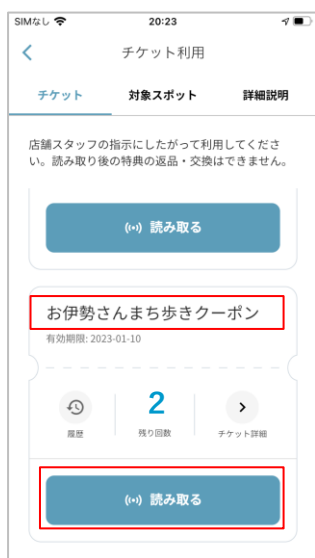 SIMなし 20:23
チケット利用
チケット 対象スポット 詳細説明
店舗スタッフの指示にしたがって利用してくださ
い。読み取り後の特典の返品・交換はできません。
読み取る
お伊勢さんまち歩きクーポン
有効期限: 2023-01-10
2
履歴 残り回数 チケット詳細
読み取る